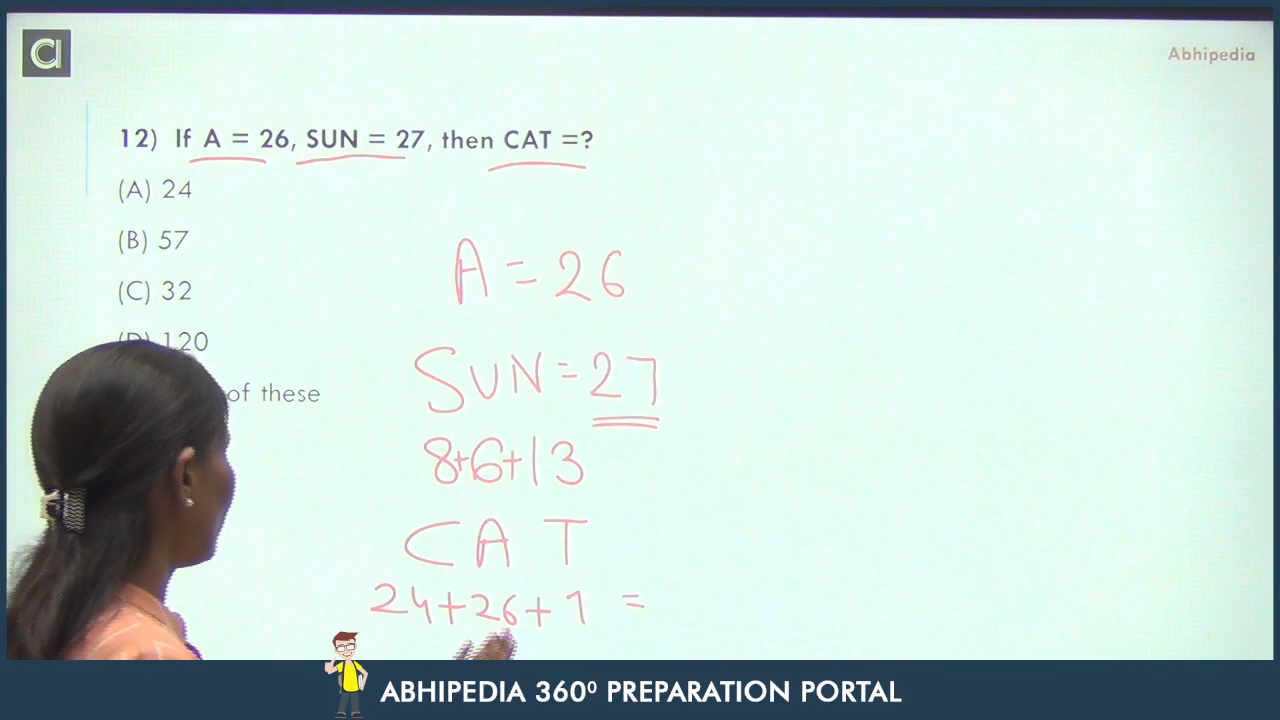 Abhipedia
12) If A = 26, SUN = 27, then CAT =?
(A) 24
(B) 57
(C) 32
(D) 120
of these
A = 26
SUN = 27
8+6+13
CAT
24+26+7 =
ABHIPEDIA 360⁰ PREPARATION PORTAL